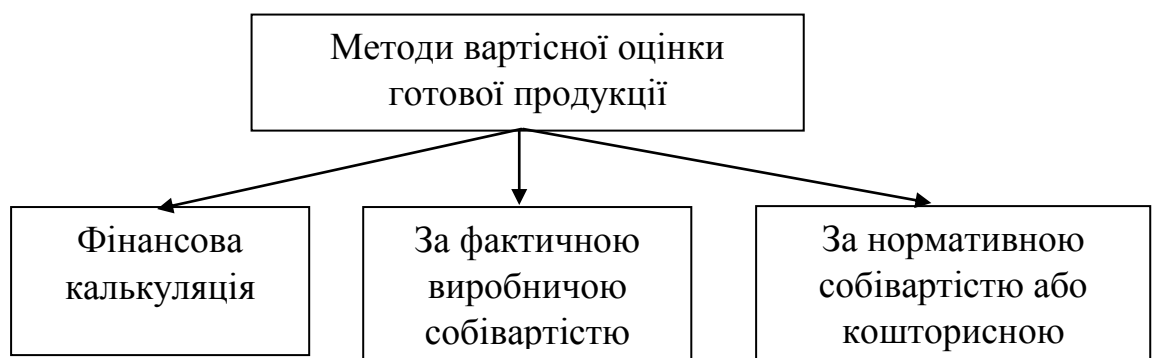 Методи вартісної оцінки
готової продукції
Фінансова
калькуляція
За фактичною
виробничою
собівартістю
За нормативною
собівартістю або
кошторисною